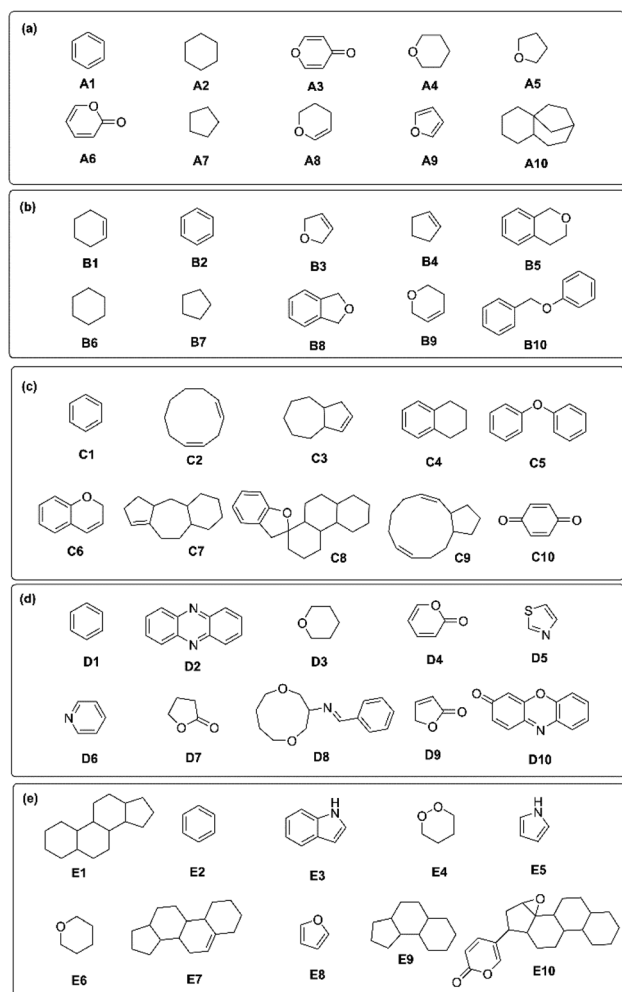 (a)
O O O O
A1 A2 A3 A4 A5
O O O O
A6 A7 A8 A9 A10
(b)
O O
B1 B2 B3 B4 B5
O O O
B6 B7 B8 B9 B10
(c)
O
C1 C2 C3 C4 C5
O O O O
C6 C7 C8 C9 C10
(d)
N N O O O S N
D1 D2 D3 D4 D5
N O O O N O O O O O N
D6 D7 D8 D9 D10
(e)
H N O O H N
E1 E2 E3 E4 E5
O O O O O
E6 E7 E8 E9 E10